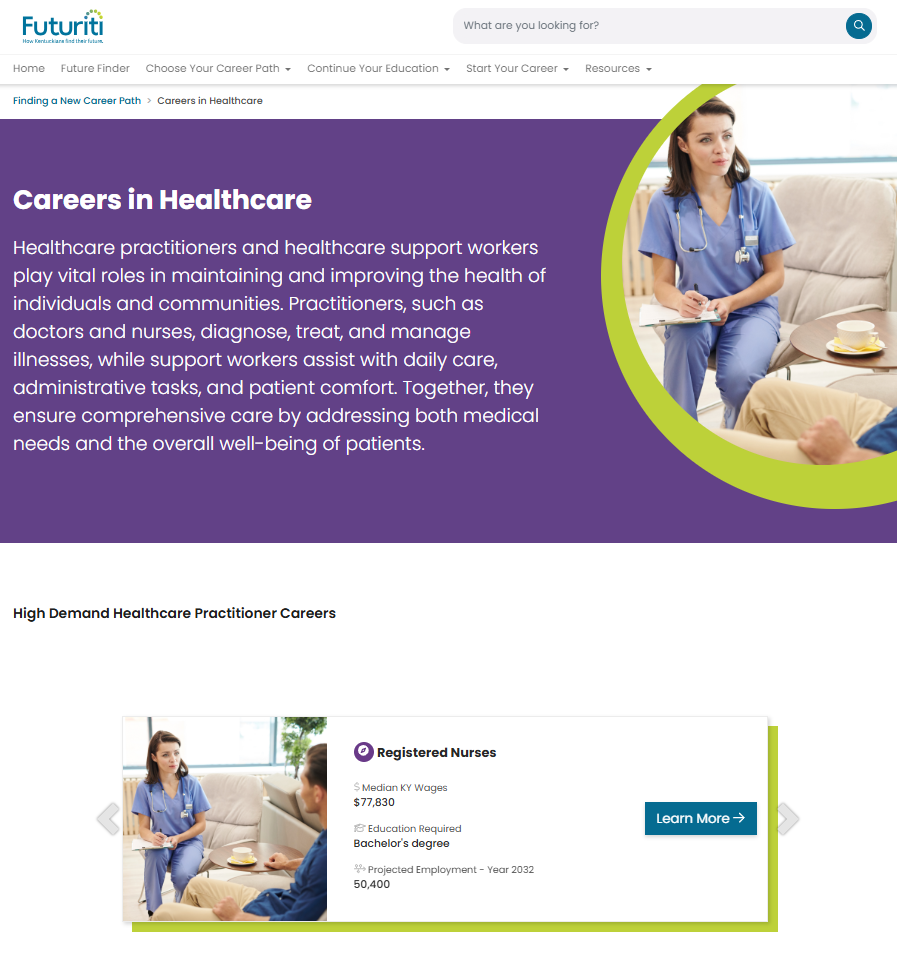 Futuriti
How Kentuckians find their future.
What are you looking for?
Home Future Finder Choose Your Career Path Continue Your Education Start Your Career Resources
Finding a New Career Path > Careers in Healthcare
Careers in Healthcare
Healthcare practitioners and healthcare support workers
play vital roles in maintaining and improving the health of
individuals and communities. Practitioners, such as
doctors and nurses, diagnose, treat, and manage
illnesses, while support workers assist with daily care,
administrative tasks, and patient comfort. Together, they
ensure comprehensive care by addressing both medical
needs and the overall well-being of patients.
High Demand Healthcare Practitioner Careers
Registered Nurses
$ Median KY Wages
$77,830
Education Required
Bachelor's degree
Projected Employment - Year 2032
50,400
Learn More →